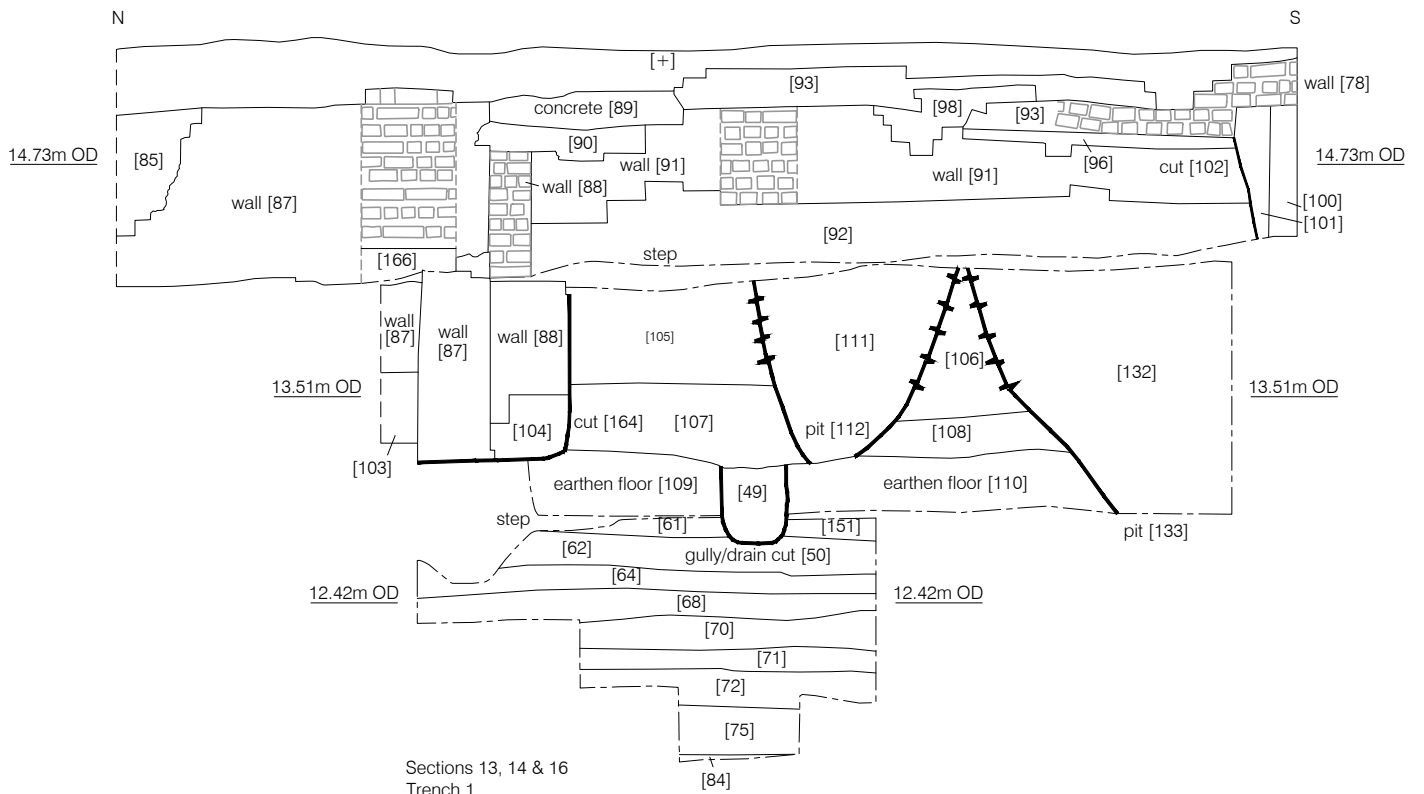 N
S
[+]
[93]
wall [78]
concrete [89]
[98]
[93]
[90]
14.73m OD
[85]
wall [91]
[96]
cut [102]
14.73m OD
wall [88]
wall [91]
wall [87]
[100]
[101]
[92]
step
[166]
wall
[87]
wall
[87]
wall [88]
[105]
[111]
[106]
[132]
13.51m OD
13.51m OD
cut [164]
[107]
pit [112]
[104]
[108]
[103]
earthen floor [109]
[49]
earthen floor [110]
step
[61]
[151]
pit [133]
[62]
gully/drain cut [50]
[64]
12.42m OD
12.42m OD
[68]
[70]
[71]
[72]
[75]
[84]
Sections 13, 14 & 16
Trench 1